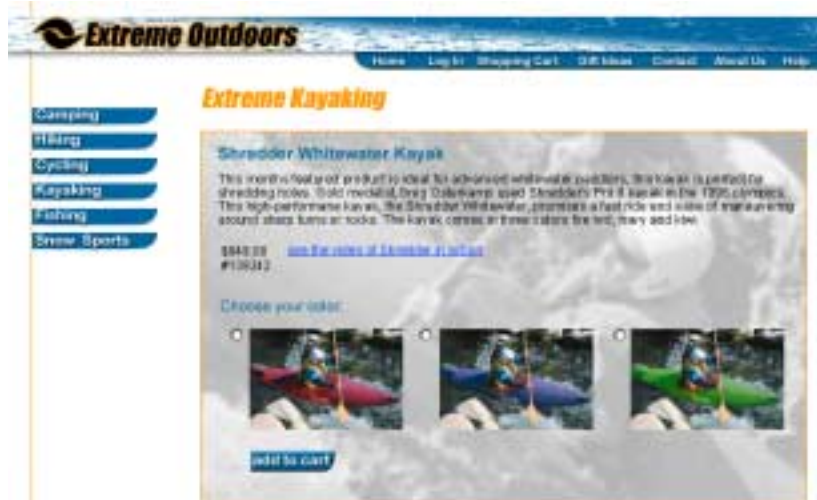 Extreme Outdoors
Home Log In Shopping Cart Gift Ideas Contact About Us Help
Extreme Kayaking
Camping
Hiking
Cycling
Kayaking
Fishing
Snow Sports
Shredder Whitewater Kayak
This month's featured product is ideal for advanced whitewater paddlers, this kayak is perfect for
shredding holes. Gold medalist, Greg used Shredder's Pro II kayak in the 1996 olympics.
This high-performance kayak, the Shredder Whitewater, promises a fast ride and ease of maneuvering
around sharp turns or rocks. The kayak comes in three colors fire red, navy and kiwi.
see the video of Shredder in action
Choose your color:
add to cart